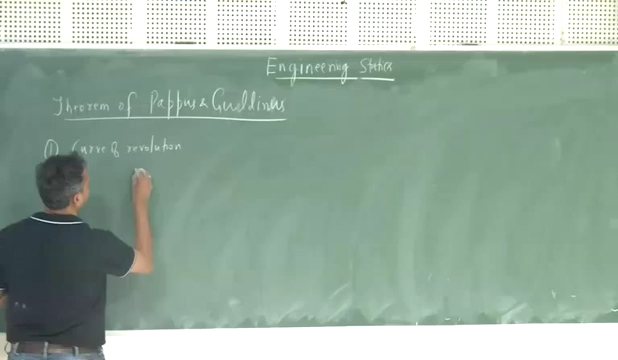 Engineering Statics
Theorem of Pappus & Guldinus
① Curve of revolution